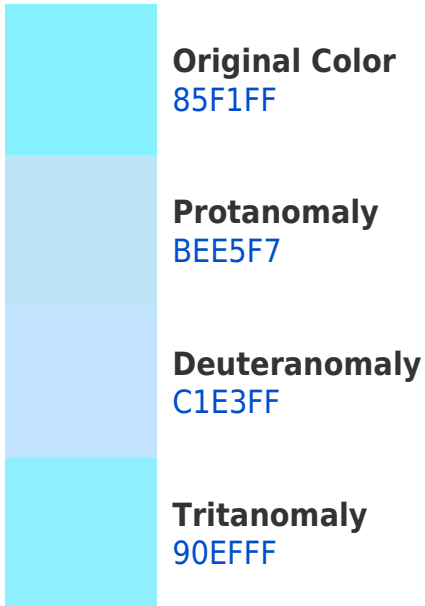 Original Color
85F1FF
Protanomaly
BEE5F7
Deuteranomaly
C1E3FF
Tritanomaly
90EFFF